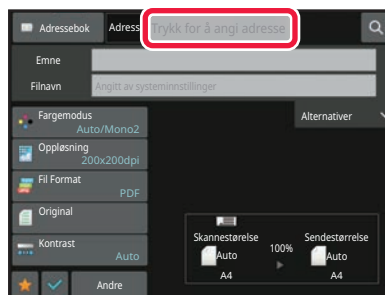 Adressebok
Adress
Trykk for å angi adresse
Emne
Filnavn
Angitt av systeminnstillinger
Fargemodus
Auto/Mono2
Alternativer
Oppløsning
200x200dpi
Fil Format
PDF
Original
Kontrast
Auto
Skannestørelse
Auto
A4
100%
Sendestørrelse
Auto
A4
Andre